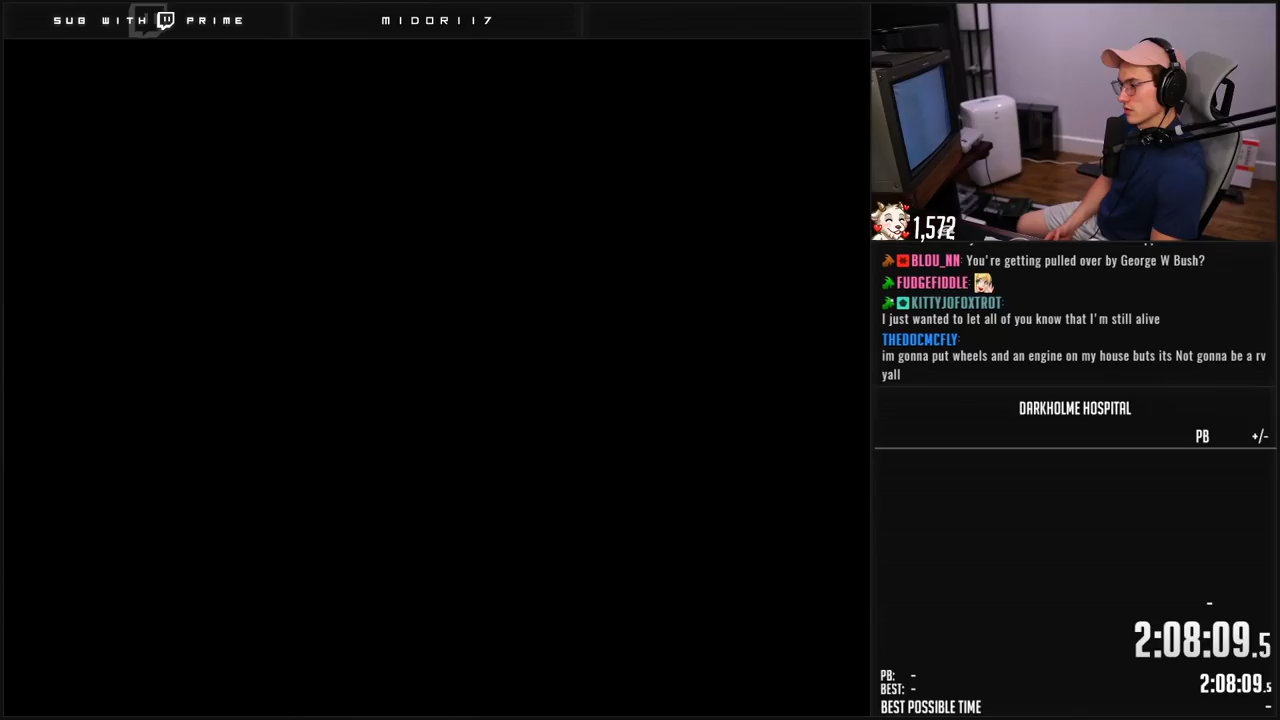 SUB WITH PRIME
MIDORII7
1,572
BLOU_NN: You're getting pulled over by George W Bush?
FUDGEFIDDLE:
KITTYJOFOXTROT:
I just wanted to let all of you know that I'm still alive
THEDOCMCFLY:
im gonna put wheels and an engine on my house buts its Not gonna be a rv
yall
DARKHOLME HOSPITAL
PB +/-
-
2:08:09.5
PB: -
BEST: -
2:08:09.5
BEST POSSIBLE TIME -